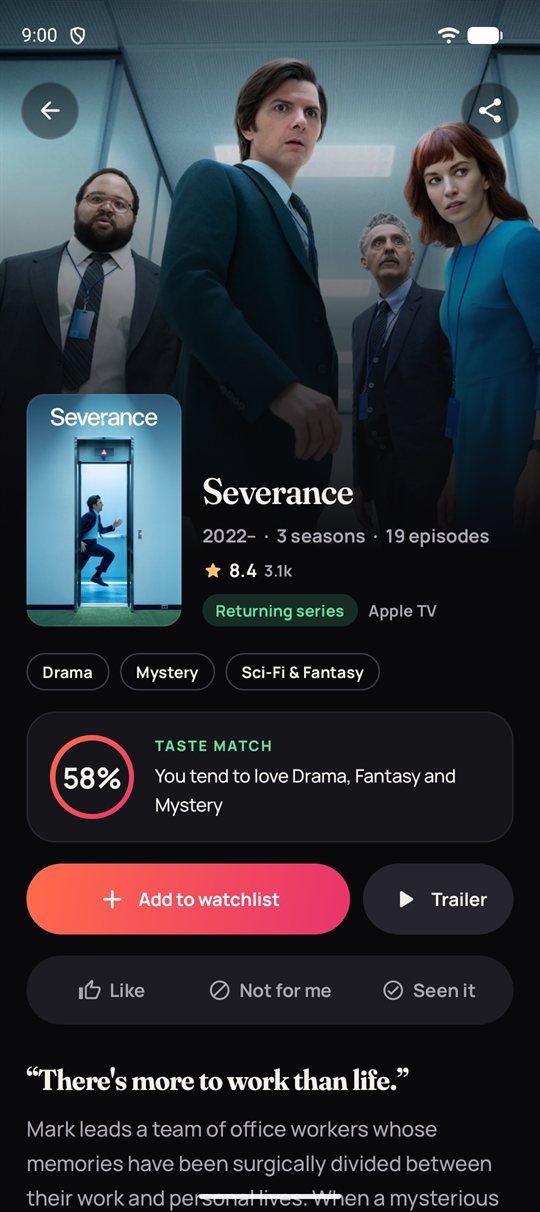 9:00
Severance
Severance
2022– · 3 seasons · 19 episodes
8.4 3.1k
Returning series Apple TV
Drama Mystery Sci-Fi & Fantasy
58%
TASTE MATCH
You tend to love Drama, Fantasy and
Mystery
Add to watchlist Trailer
Like Not for me Seen it
“There's more to work than life.”
Mark leads a team of office workers whose
memories have been surgically divided between
their work and personal lives. When a mysterious